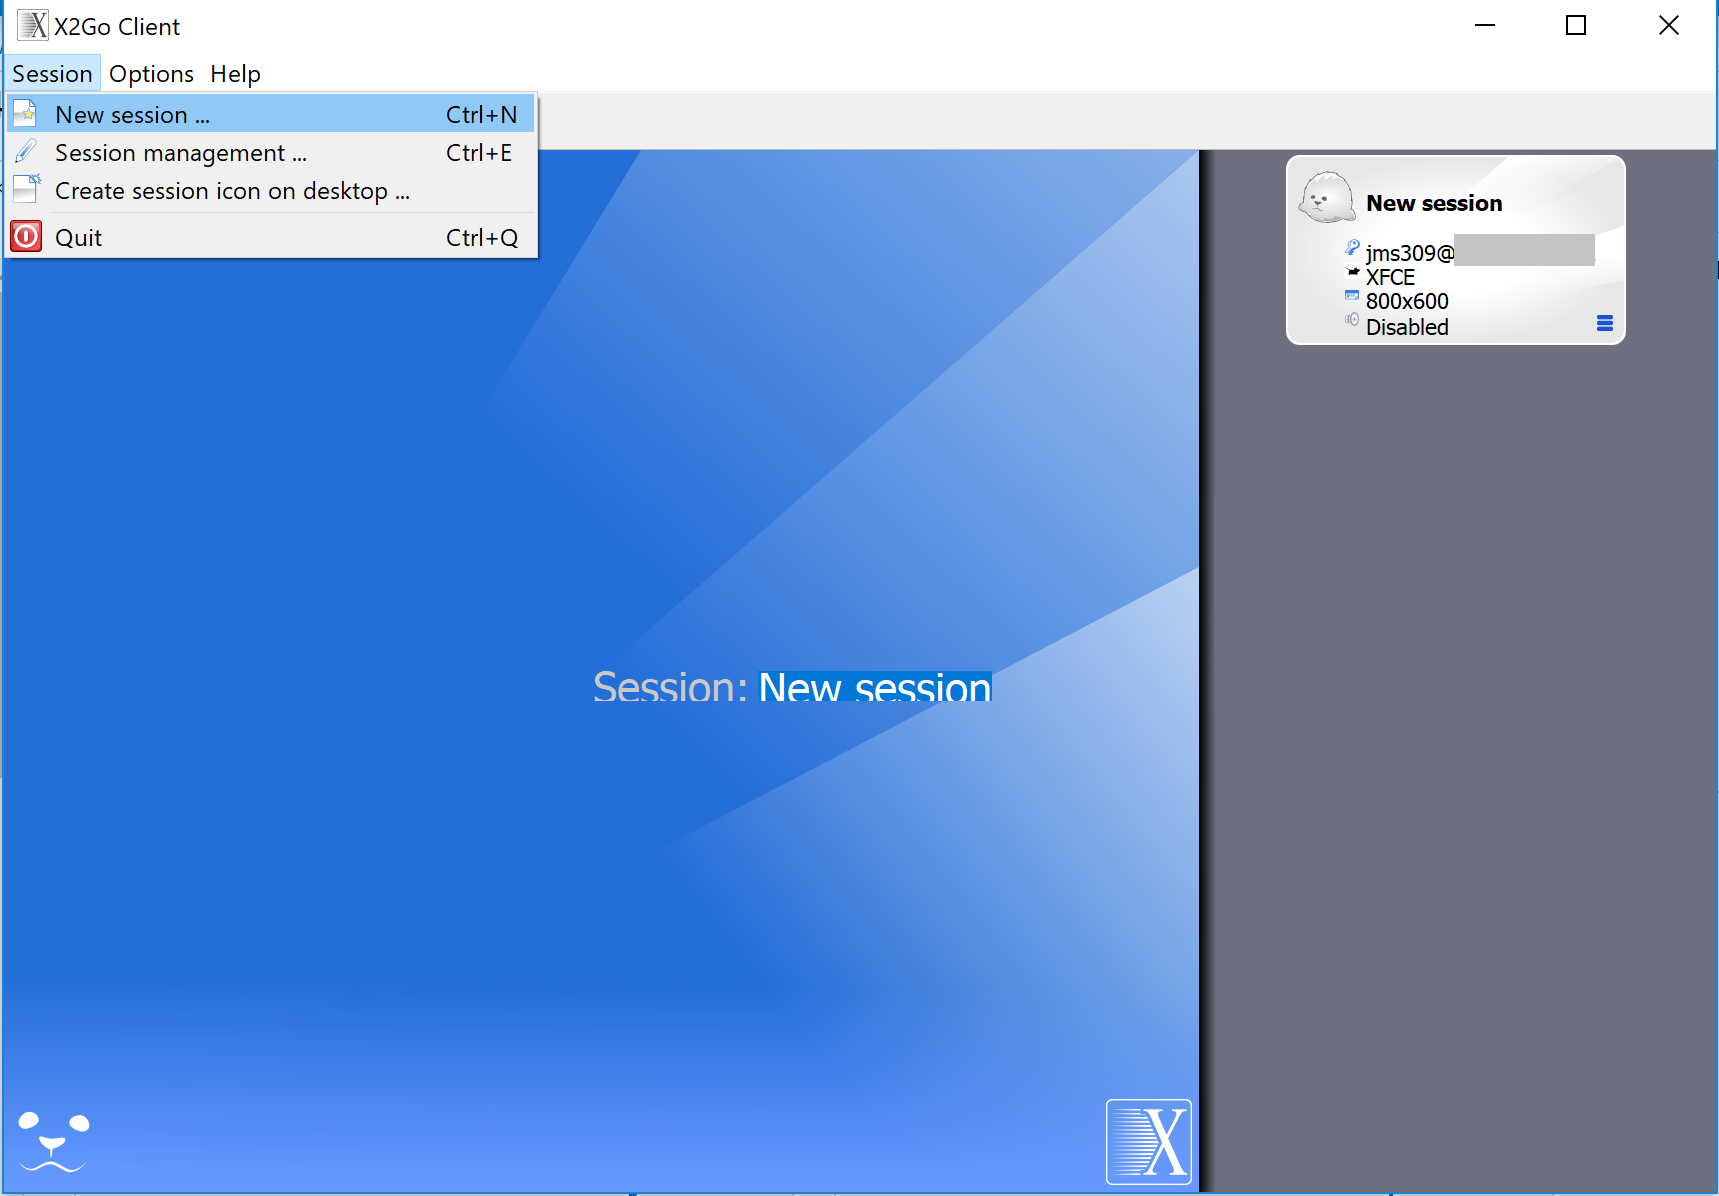 X2Go Client
Session Options Help
New session ... Ctrl+N
Session management ... Ctrl+E
Create session icon on desktop ...
Quit Ctrl+Q
New session
jms309@
XFCE
800x600
Disabled
Session: New session
X